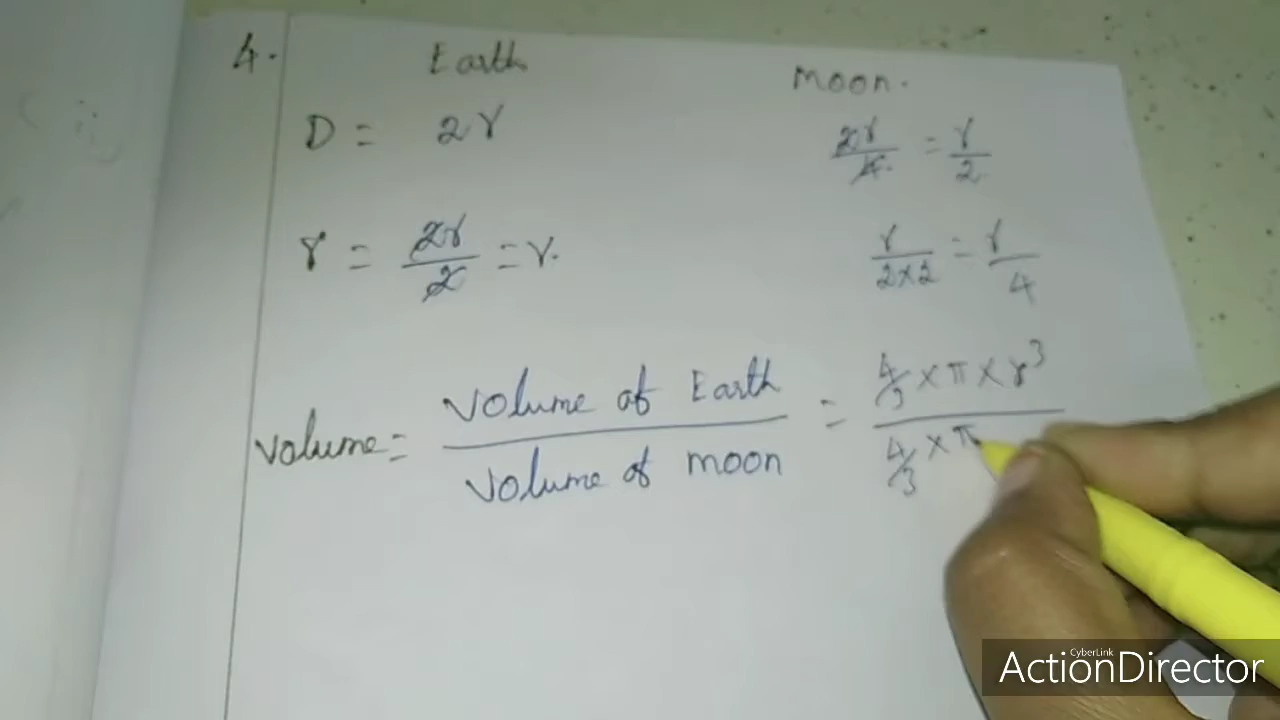 4. Earth moon.
D = 2r 2r/4 = r/2
r = 2r/2 = r. r/2×2 = r/4
volume = volume of Earth / volume of moon = 4/3 × π × r³ / 4/3 × π
CyberLink
ActionDirector